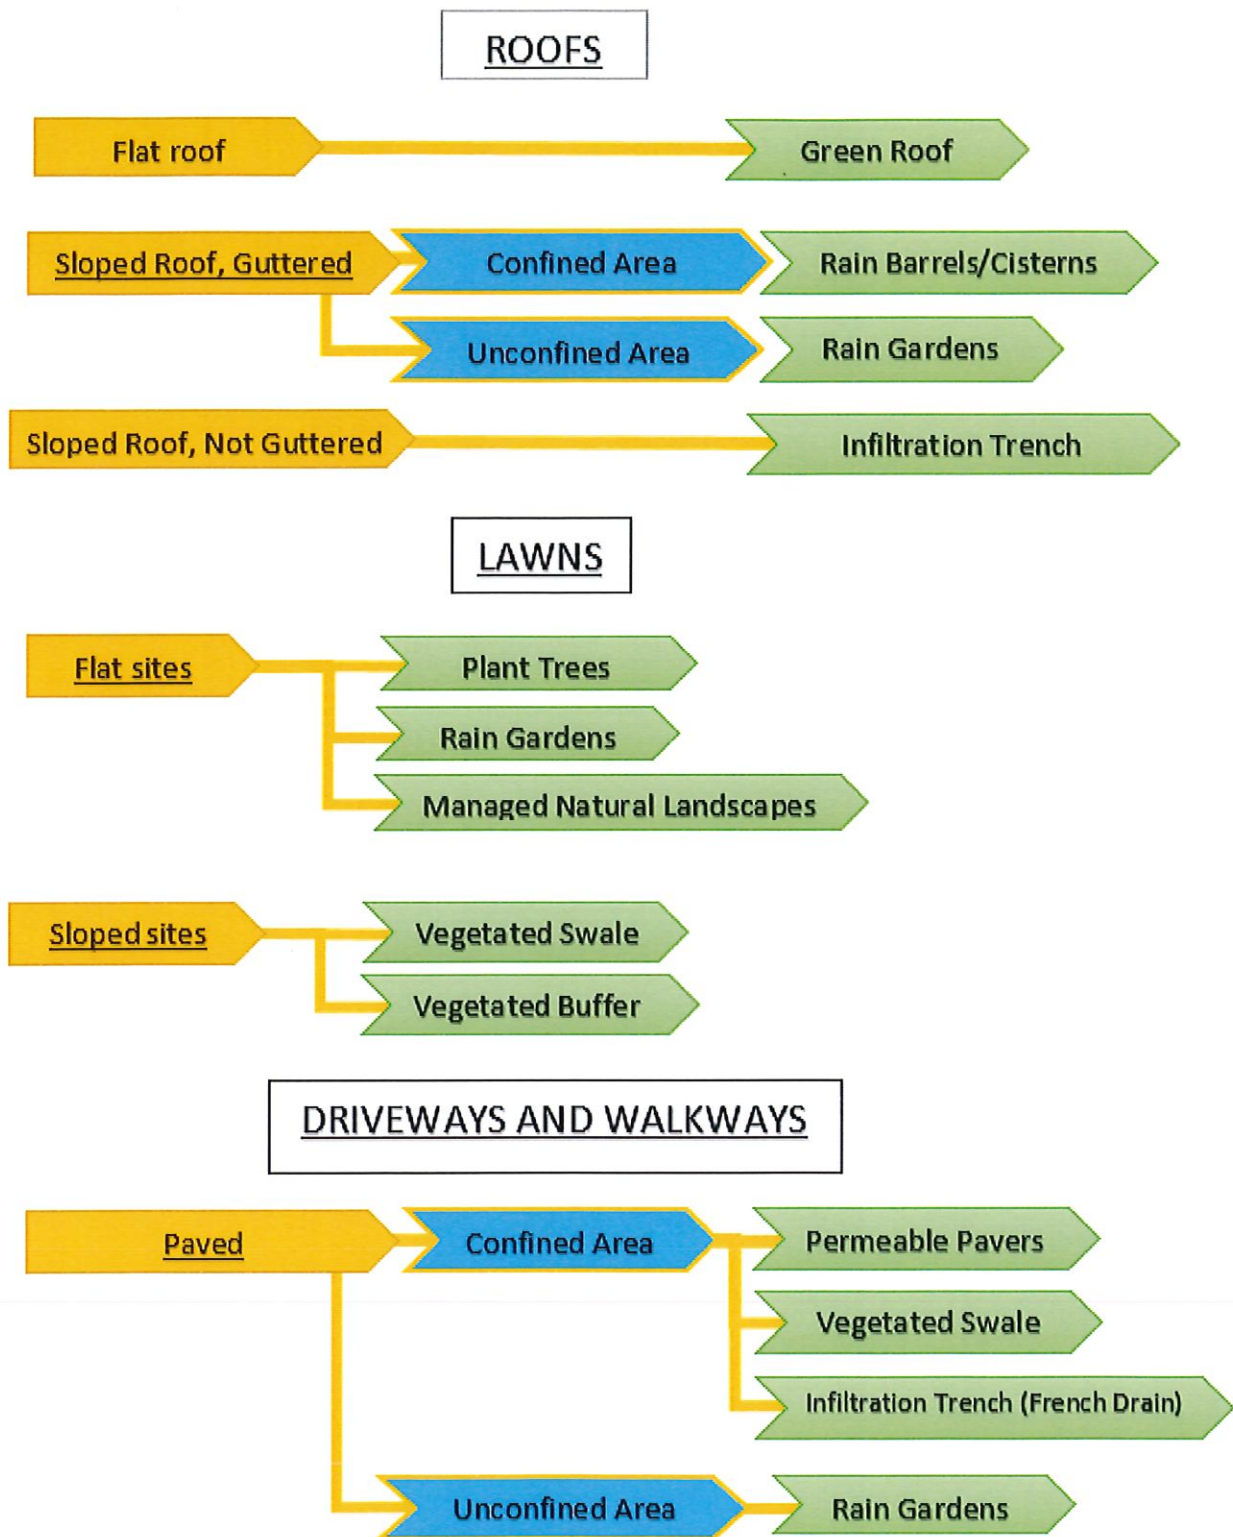 ROOFS
Flat roof
Green Roof
Sloped Roof, Guttered
Confined Area
Rain Barrels/Cisterns
Unconfined Area
Rain Gardens
Sloped Roof, Not Guttered
Infiltration Trench
LAWNS
Flat sites
Plant Trees
Rain Gardens
Managed Natural Landscapes
Sloped sites
Vegetated Swale
Vegetated Buffer
DRIVEWAYS AND WALKWAYS
Paved
Confined Area
Permeable Pavers
Vegetated Swale
Infiltration Trench (French Drain)
Unconfined Area
Rain Gardens